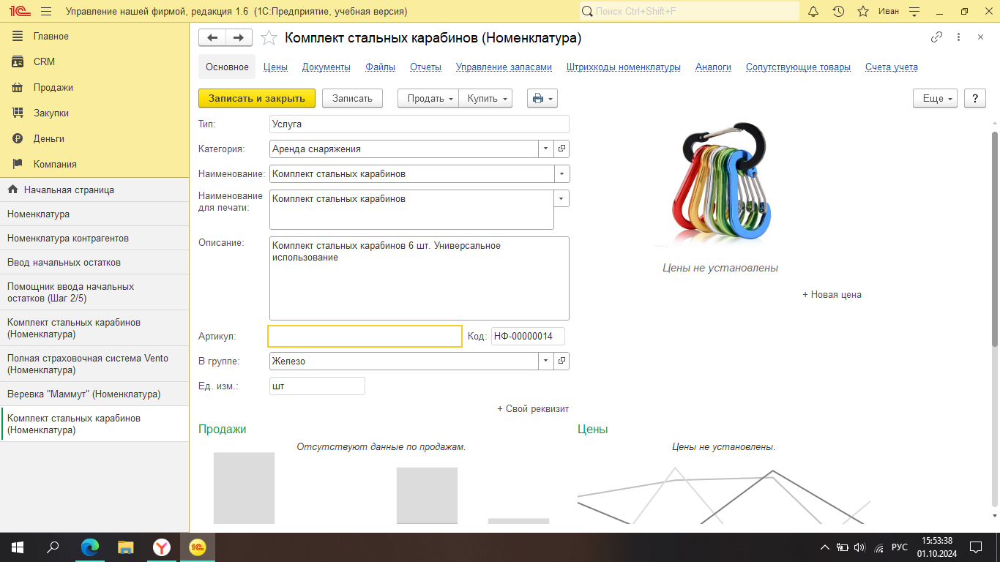 1С Управление нашей фирмой, редакция 1.6 (1С:Предприятие, учебная версия)
Поиск Ctrl+Shift+F
Иван
Главное
CRM
Продажи
Закупки
Деньги
Компания
Начальная страница
Номенклатура
Номенклатура контрагентов
Ввод начальных остатков
Помощник ввода начальных
остатков (Шаг 2/5)
Комплект стальных карабинов
(Номенклатура)
Полная страховочная система Vento
(Номенклатура)
Веревка "Маммут" (Номенклатура)
Комплект стальных карабинов
(Номенклатура)
Комплект стальных карабинов (Номенклатура)
Основное Цены Документы Файлы Отчеты Управление запасами Штрихкоды номенклатуры Аналоги Сопутствующие товары Счета учета
Записать и закрыть Записать Продать Купить Еще ?
Тип: Услуга
Категория: Аренда снаряжения
Наименование: Комплект стальных карабинов
Наименование
для печати:
Комплект стальных карабинов
Описание: Комплект стальных карабинов 6 шт. Универсальное
использование
Артикул: Код: НФ-00000014
В группе: Железо
Ед. изм.: шт
+ Свой реквизит
Цены не установлены
+ Новая цена
Продажи
Отсутствуют данные по продажам.
Цены
Цены не установлены.
1С
РУС
15:53:38
01.10.2024